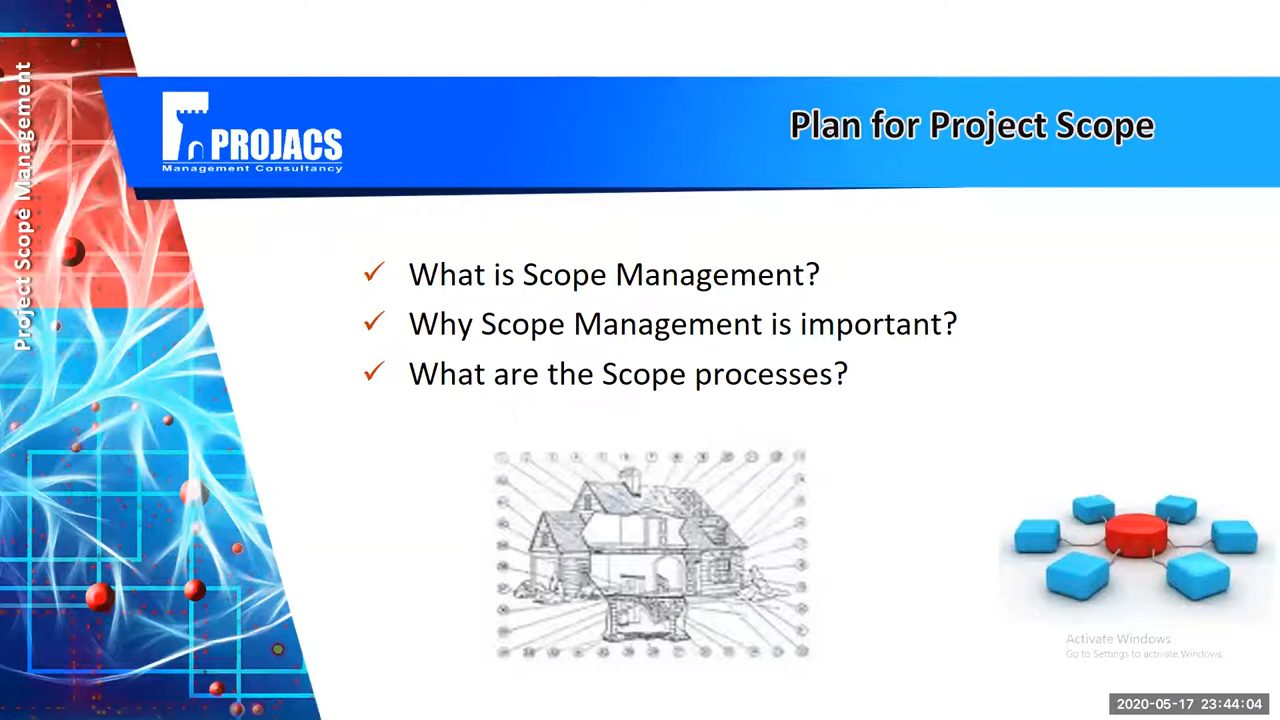 Project Scope Management
PROJACS
Management Consultancy
Plan for Project Scope
✓ What is Scope Management?
✓ Why Scope Management is important?
✓ What are the Scope processes?
Activate Windows
Go to Settings to activate Windows.
2020-05-17 23:44:04